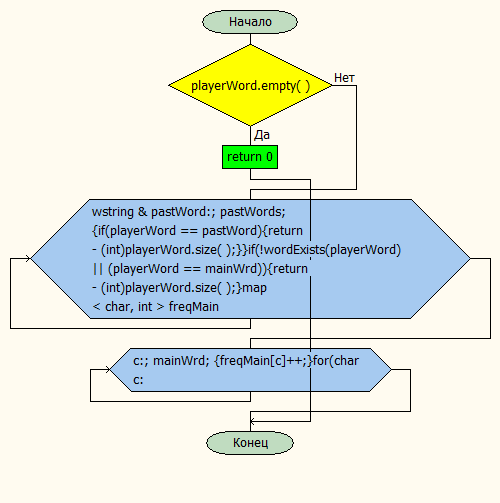 Начало
playerWord.empty( )
Нет
Да
return 0
wstring & pastWord:; pastWords;
{if(playerWord == pastWord){return
- (int)playerWord.size( );}}if(!wordExists(playerWord)
|| (playerWord == mainWrd)){return
- (int)playerWord.size( );}map
< char, int > freqMain
c:; mainWrd; {freqMain[c]++;}for(char
c:
Конец